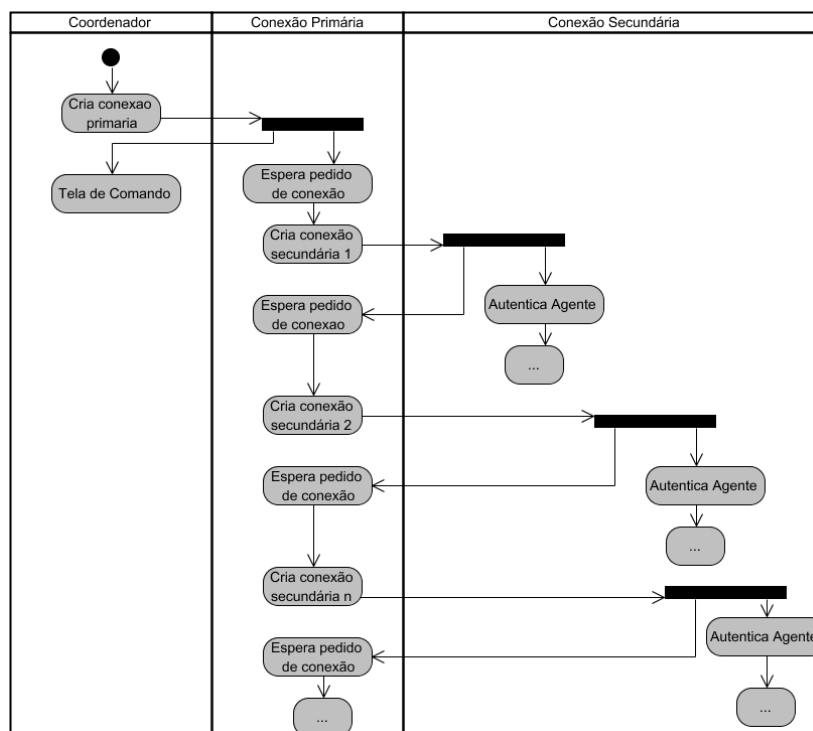 Coordenador
Conexão Primária
Conexão Secundária
Cria conexao
primaria
Tela de Comando
Espera pedido
de conexão
Cria conexão
secundária 1
Autentica Agente
Espera pedido
de conexao
...
Cria conexão
secundária 2
Autentica Agente
Espera pedido
de conexão
...
Cria conexão
secundária n
Autentica Agente
Espera pedido
de conexão
...
...